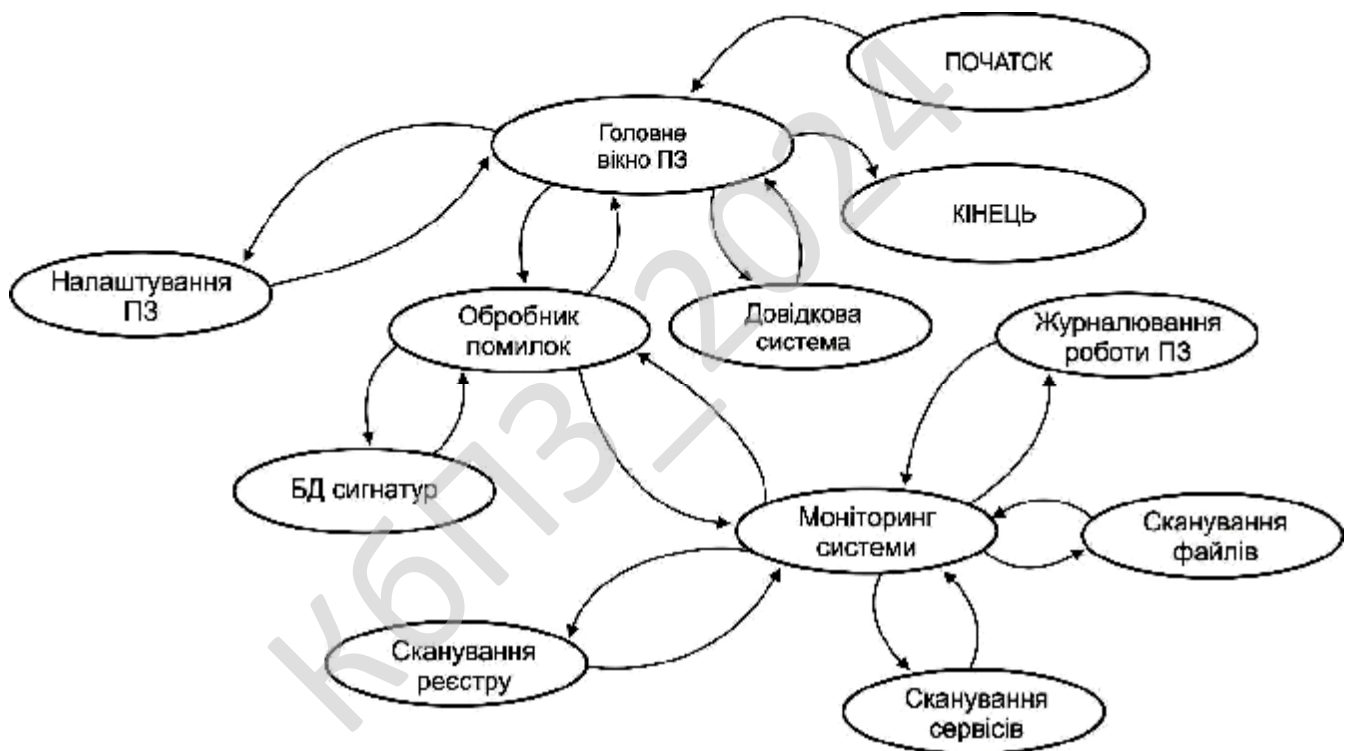 ПОЧАТОК
Головне
вікно ПЗ
КІНЕЦЬ
Налаштування
ПЗ
Обробник
помилок
Довідкова
система
Журналювання
роботи ПЗ
БД сигнатур
Моніторинг
системи
Сканування
файлів
Сканування
реєстру
Сканування
сервісів
КбПЗ_2024